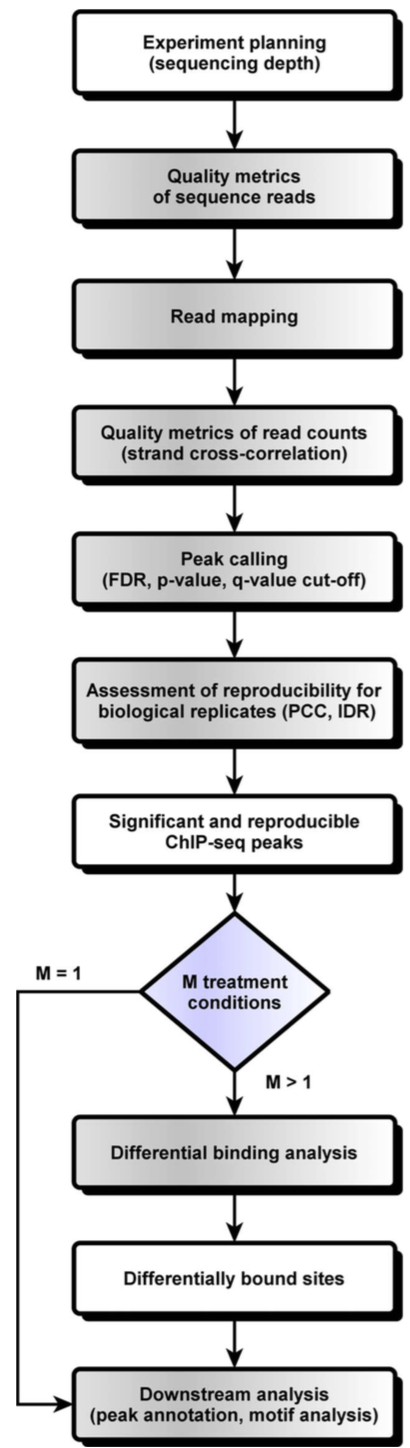 Experiment planning
(sequencing depth)
Quality metrics
of sequence reads
Read mapping
Quality metrics of read counts
(strand cross-correlation)
Peak calling
(FDR, p-value, q-value cut-off)
Assessment of reproducibility for
biological replicates (PCC, IDR)
Significant and reproducible
ChIP-seq peaks
M = 1
M treatment
conditions
M > 1
Differential binding analysis
Differentially bound sites
Downstream analysis
(peak annotation, motif analysis)